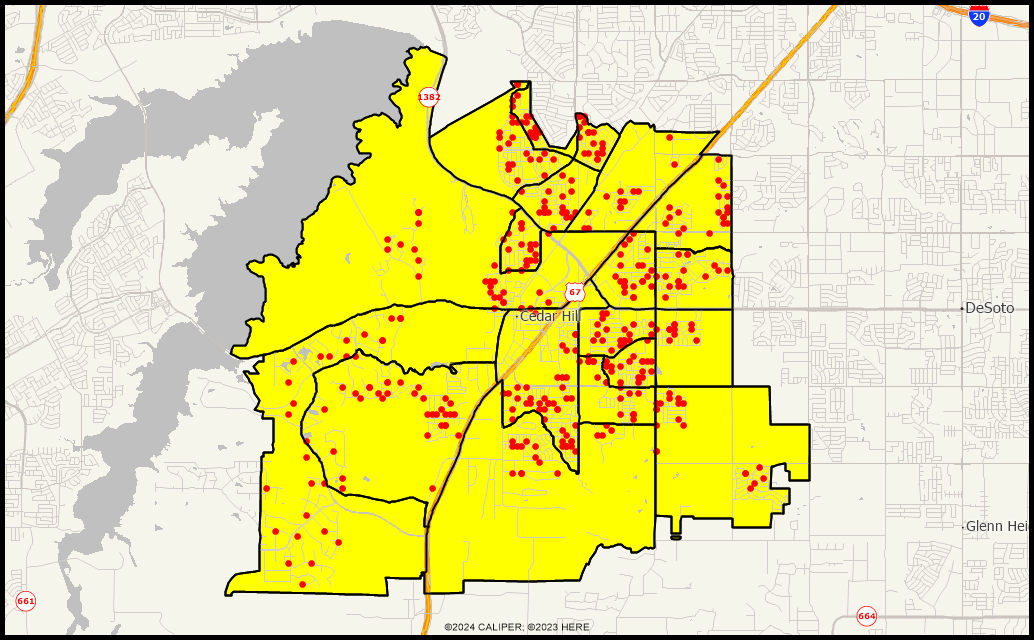 20
1382
67
Cedar Hill
DeSoto
Glenn Hei
661
664
©2024 CALIPER; ©2023 HERE